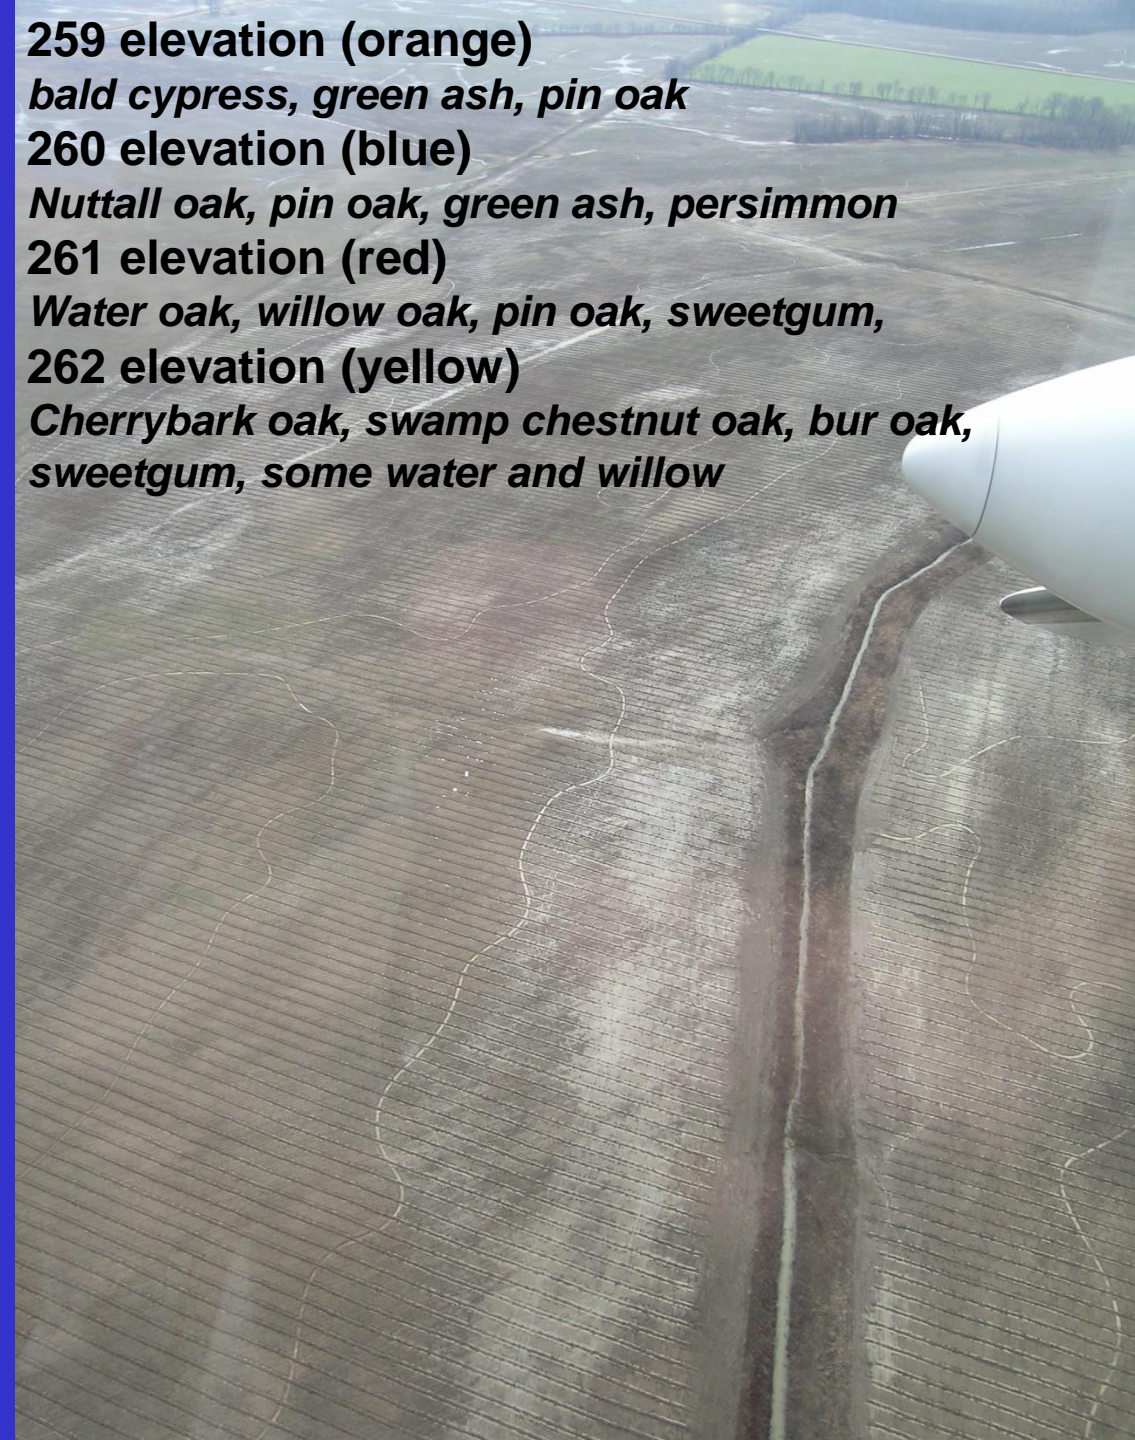 259 elevation (orange)
bald cypress, green ash, pin oak
260 elevation (blue)
Nuttall oak, pin oak, green ash, persimmon
261 elevation (red)
Water oak, willow oak, pin oak, sweetgum,
262 elevation (yellow)
Cherrybark oak, swamp chestnut oak, bur oak,
sweetgum, some water and willow